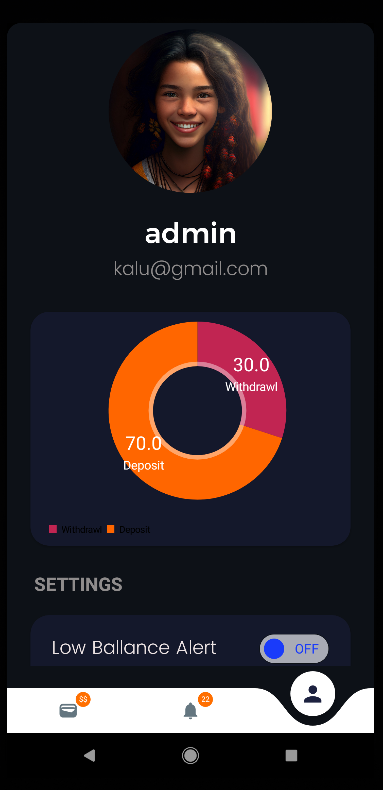 admin
kalu@gmail.com
30.0
Withdrawl
70.0
Deposit
Withdrawl Deposit
SETTINGS
Low Ballance Alert OFF
$$ 22